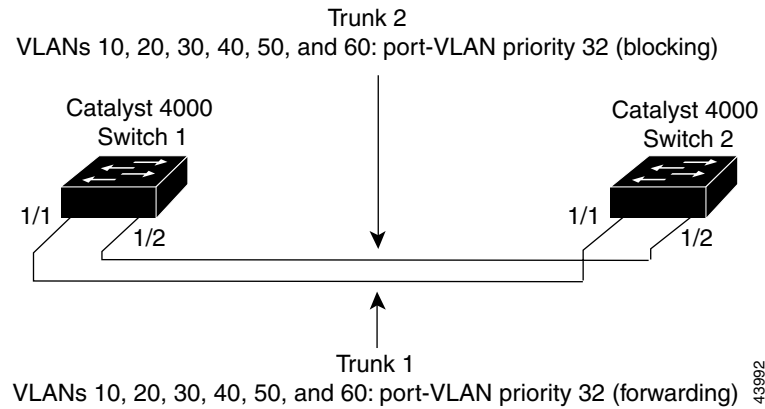 Trunk 2
VLANs 10, 20, 30, 40, 50, and 60: port-VLAN priority 32 (blocking)
Catalyst 4000
Switch 1
Catalyst 4000
Switch 2
1/1
1/2
1/1
1/2
Trunk 1
VLANs 10, 20, 30, 40, 50, and 60: port-VLAN priority 32 (forwarding)
43992